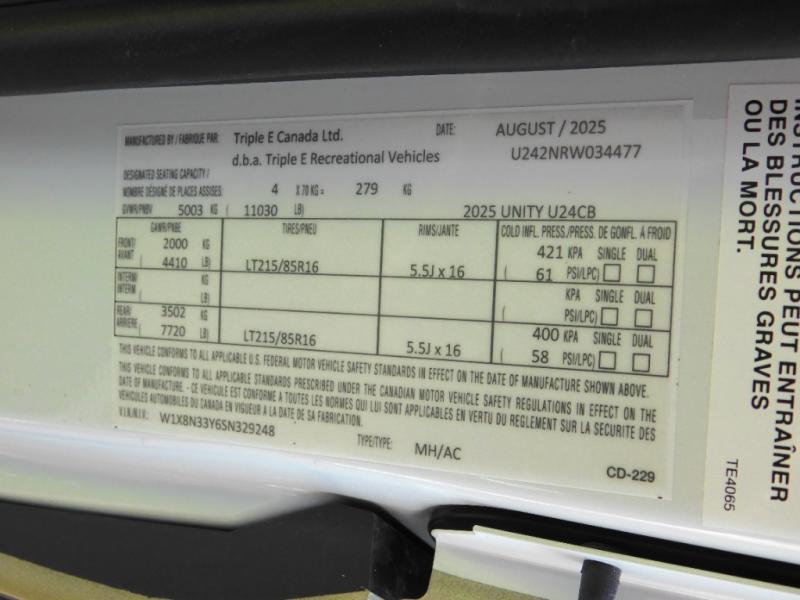 MANUFACTURED BY / FABRIQUE PAR: Triple E Canada Ltd. DATE: AUGUST / 2025
d.b.a. Triple E Recreational Vehicles U242NRW034477
DESIGNATED SEATING CAPACITY /
NOMBRE DÉSIGNÉ DE PLACES ASSISES: 4 X 70 KG = 279 KG
GVWR/PNBV 5003 KG ( 11030 LB) 2025 UNITY U24CB
GAWR/PNBE TIRES/PNEU RIMS/JANTE COLD INFL. PRESS./PRESS. DE GONFL. A FROID
FRONT/ 2000 KG 421 KPA SINGLE DUAL
AVANT ( 4410 LB) LT215/85R16 5.5J x 16 ( 61 PSI/LPC)
INTERM/ KG KPA SINGLE DUAL
INTERM ( LB) ( PSI/LPC)
REAR/ 3502 KG 400 KPA SINGLE DUAL
ARRIÈRE ( 7720 LB) LT215/85R16 5.5J x 16 ( 58 PSI/LPC)
THIS VEHICLE CONFORMS TO ALL APPLICABLE U.S. FEDERAL MOTOR VEHICLE SAFETY STANDARDS IN EFFECT ON THE DATE OF MANUFACTURE SHOWN ABOVE.
THIS VEHICLE CONFORMS TO ALL APPLICABLE STANDARDS PRESCRIBED UNDER THE CANADIAN MOTOR VEHICLE SAFETY REGULATIONS IN EFFECT ON THE
DATE OF MANUFACTURE. - CE VÉHICULE EST CONFORME A TOUTES LES NORMES QUI LUI SONT APPLICABLES EN VERTU DU REGLEMENT SUR LA SECURITE DES
VEHICULES AUTOMOBILES DU CANADA EN VIGUEUR A LA DATE DE SA FABRICATION.
V.I.N./N.I.V.: W1X8N33Y6SN329248 TYPE/TYPE: MH/AC
CD-229
INSTRUCTIONS PEUT ENTRAÎNER
DES BLESSURES GRAVES
OU LA MORT.
TE4065